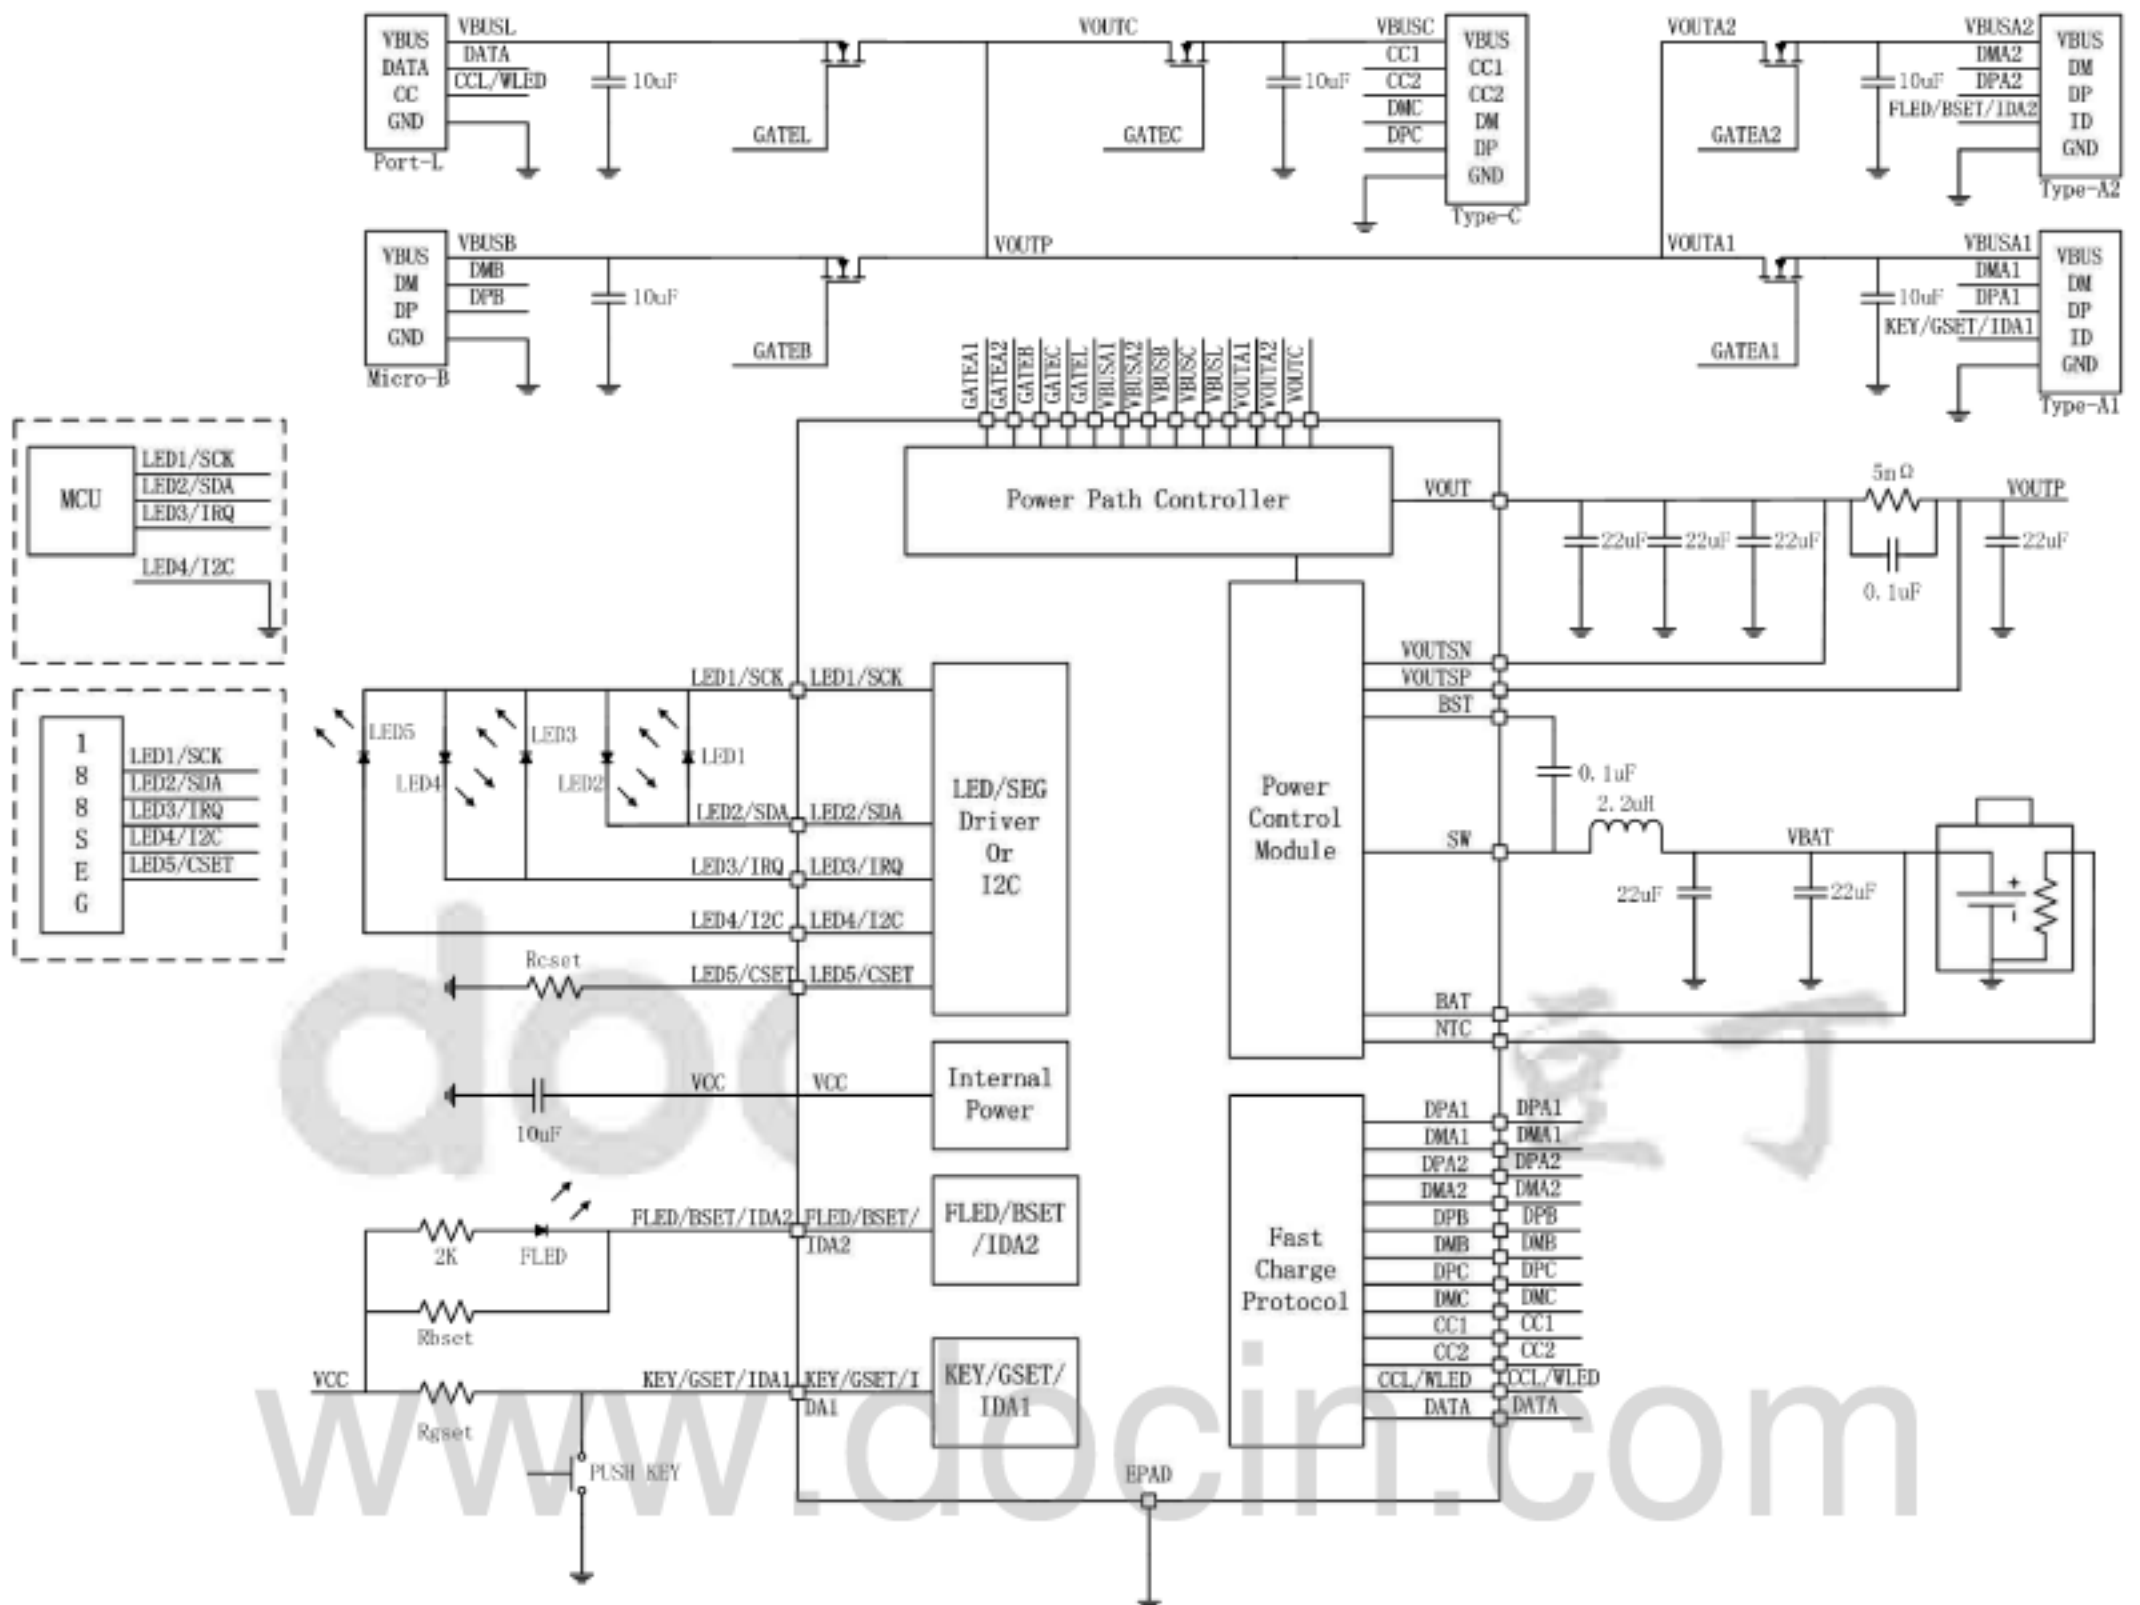 VBUS
DATA
CC
GND
Port-L
VBUSL
DATA
CCL/WLED
10uF
GATEL
VOUTC
GATEC
VBUSC
CC1
CC2
DMC
DPC
10uF
VBUS
CC1
CC2
DM
DP
GND
Type-C
VOUTA2
GATEA2
10uF
VBUSA2
DMA2
DPA2
FLED/BSET/IDA2
VBUS
DM
DP
ID
GND
Type-A2
VBUS
DM
DP
GND
Micro-B
VBUSB
DMB
DPB
10uF
GATEB
VOUTP
VOUTA1
GATEA1
10uF
VBUSA1
DMA1
DPA1
KEY/GSET/IDA1
VBUS
DM
DP
ID
GND
Type-A1
GATEA1
GATEA2
GATEB
GATEC
GATEL
VBUSA1
VBUSA2
VBUSB
VBUSC
VBUSL
VOUTA1
VOUTA2
VOUTC
MCU
LED1/SCK
LED2/SDA
LED3/IRQ
LED4/I2C
Power Path Controller
VOUT
22uF
22uF
22uF
5mΩ
0.1uF
VOUTP
22uF
188SEG
LED1/SCK
LED2/SDA
LED3/IRQ
LED4/I2C
LED5/CSET
LED5
LED4
LED3
LED2
LED1
LED1/SCK
LED2/SDA
LED3/IRQ
LED4/I2C
LED5/CSET
Rcset
LED1/SCK
LED2/SDA
LED3/IRQ
LED4/I2C
LED5/CSET
LED/SEG
Driver
Or
I2C
Power
Control
Module
VOUTSN
VOUTSP
BST
SW
BAT
NTC
0.1uF
2.2uH
VBAT
22uF
22uF
+
-
10uF
VCC
VCC
Internal
Power
2K
FLED
Rbset
FLED/BSET/IDA2
FLED/BSET/
IDA2
FLED/BSET
/IDA2
VCC
Rgset
PUSH KEY
KEY/GSET/IDA1
KEY/GSET/I
DA1
KEY/GSET/
IDA1
Fast
Charge
Protocol
DPA1
DMA1
DPA2
DMA2
DPB
DMB
DPC
DMC
CC1
CC2
CCL/WLED
DATA
DPA1
DMA1
DPA2
DMA2
DPB
DMB
DPC
DMC
CC1
CC2
CCL/WLED
DATA
EPAD
豆丁
www.docin.com